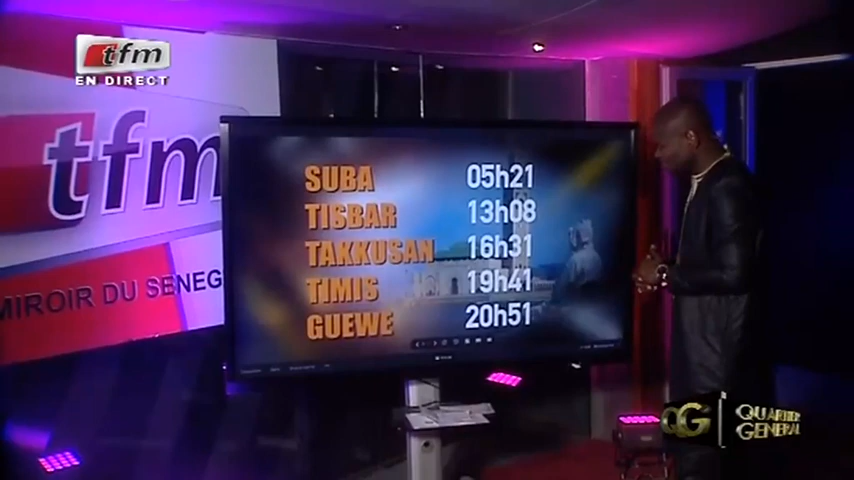 tfm
EN DIRECT
tfm
MIROIR DU SENEG
SUBA 05h21
TISBAR 13h08
TAKKUSAN 16h31
TIMIS 19h41
GUEWE 20h51
QG QUARTIER
GENERAL